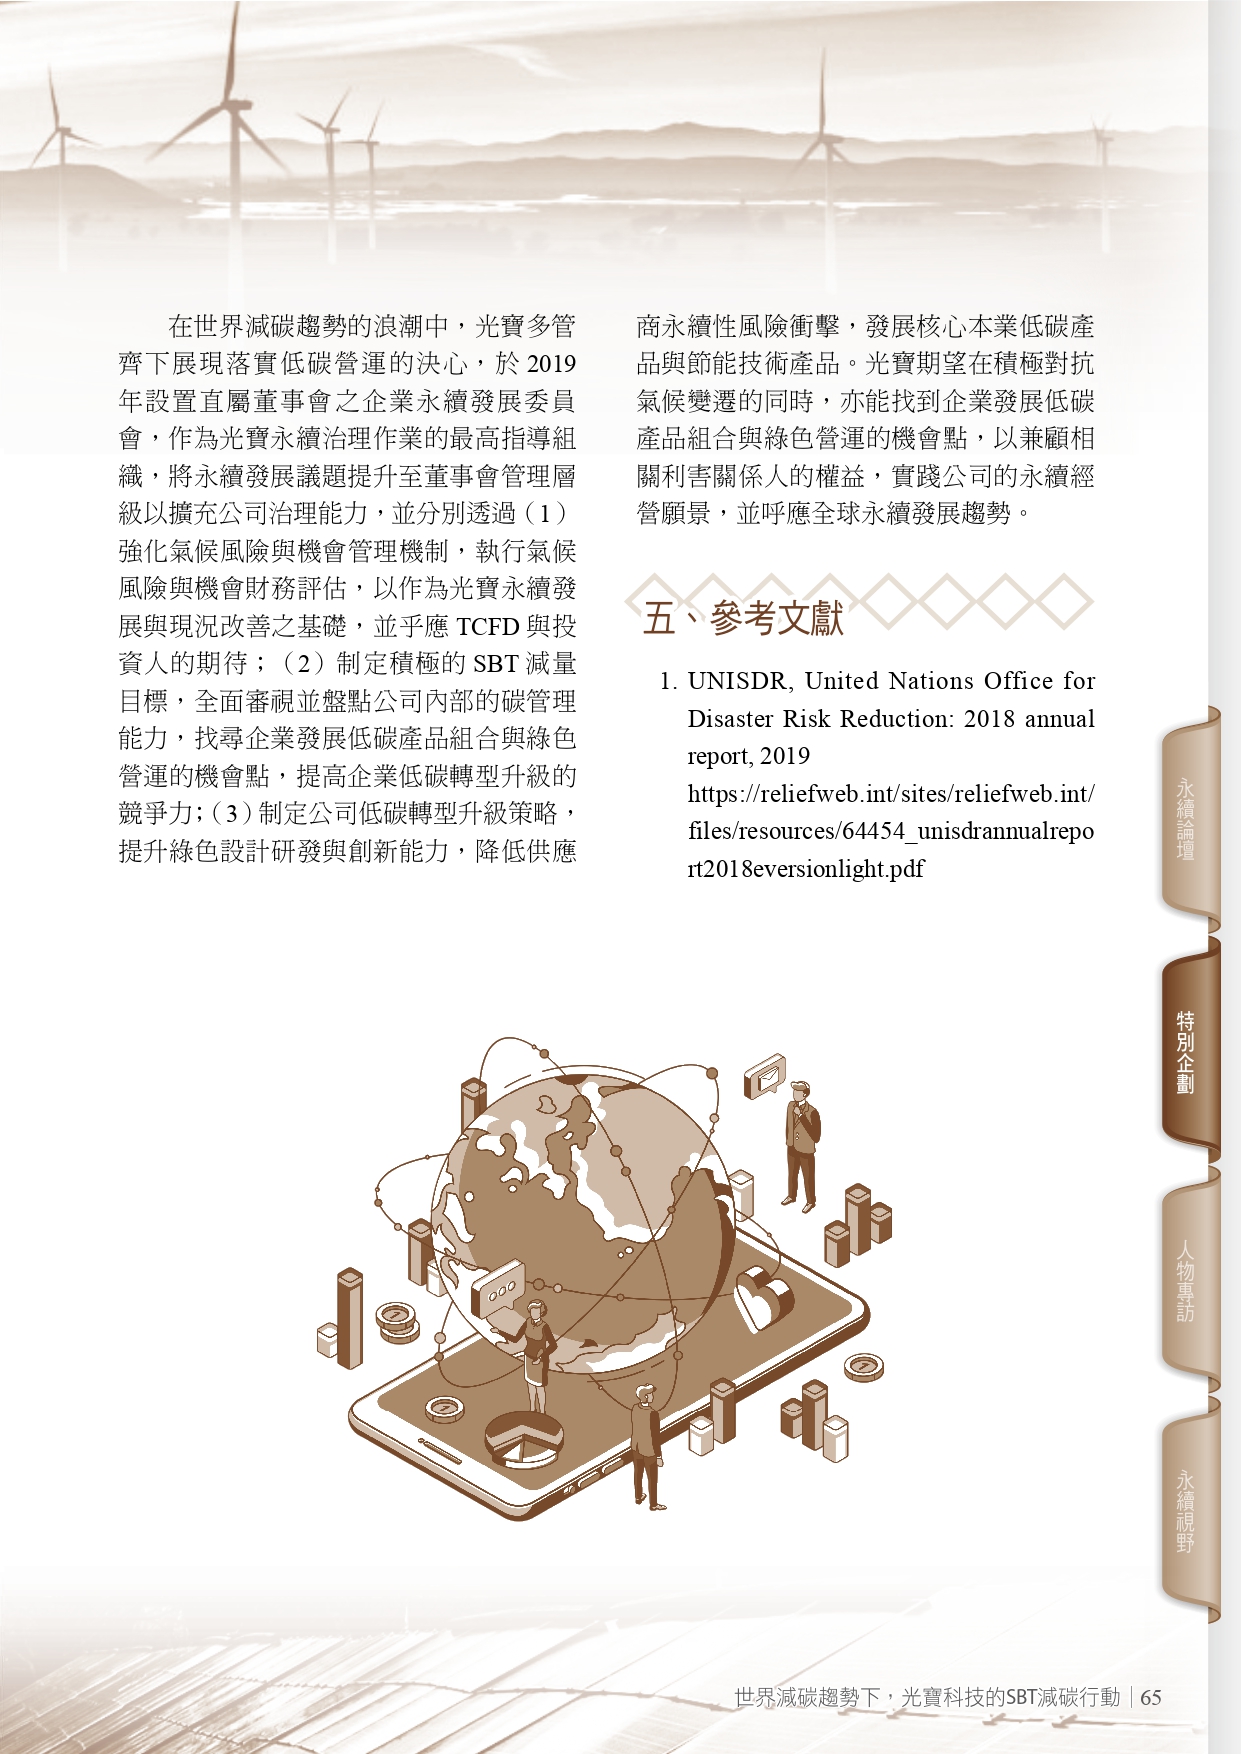 在世界減碳趨勢的浪潮中，光寶多管
齊下展現落實低碳營運的決心，於 2019
年設置直屬董事會之企業永續發展委員
會，作為光寶永續治理作業的最高指導組
織，將永續發展議題提升至董事會管理層
級以擴充公司治理能力，並分別透過（1）
強化氣候風險與機會管理機制，執行氣候
風險與機會財務評估，以作為光寶永續發
展與現況改善之基礎，並乎應 TCFD 與投
資人的期待；（2）制定積極的 SBT 減量
目標，全面審視並盤點公司內部的碳管理
能力，找尋企業發展低碳產品組合與綠色
營運的機會點，提高企業低碳轉型升級的
競爭力；（3）制定公司低碳轉型升級策略，
提升綠色設計研發與創新能力，降低供應
商永續性風險衝擊，發展核心本業低碳產
品與節能技術產品。光寶期望在積極對抗
氣候變遷的同時，亦能找到企業發展低碳
產品組合與綠色營運的機會點，以兼顧相
關利害關係人的權益，實踐公司的永續經
營願景，並呼應全球永續發展趨勢。
五、參考文獻
1. UNISDR, United Nations Office for
Disaster Risk Reduction: 2018 annual
report, 2019
https://reliefweb.int/sites/reliefweb.int/
files/resources/64454_unisdrannualrepo
rt2018eversionlight.pdf
永續論壇
特別企劃
人物專訪
永續視野
世界減碳趨勢下，光寶科技的SBT減碳行動｜65